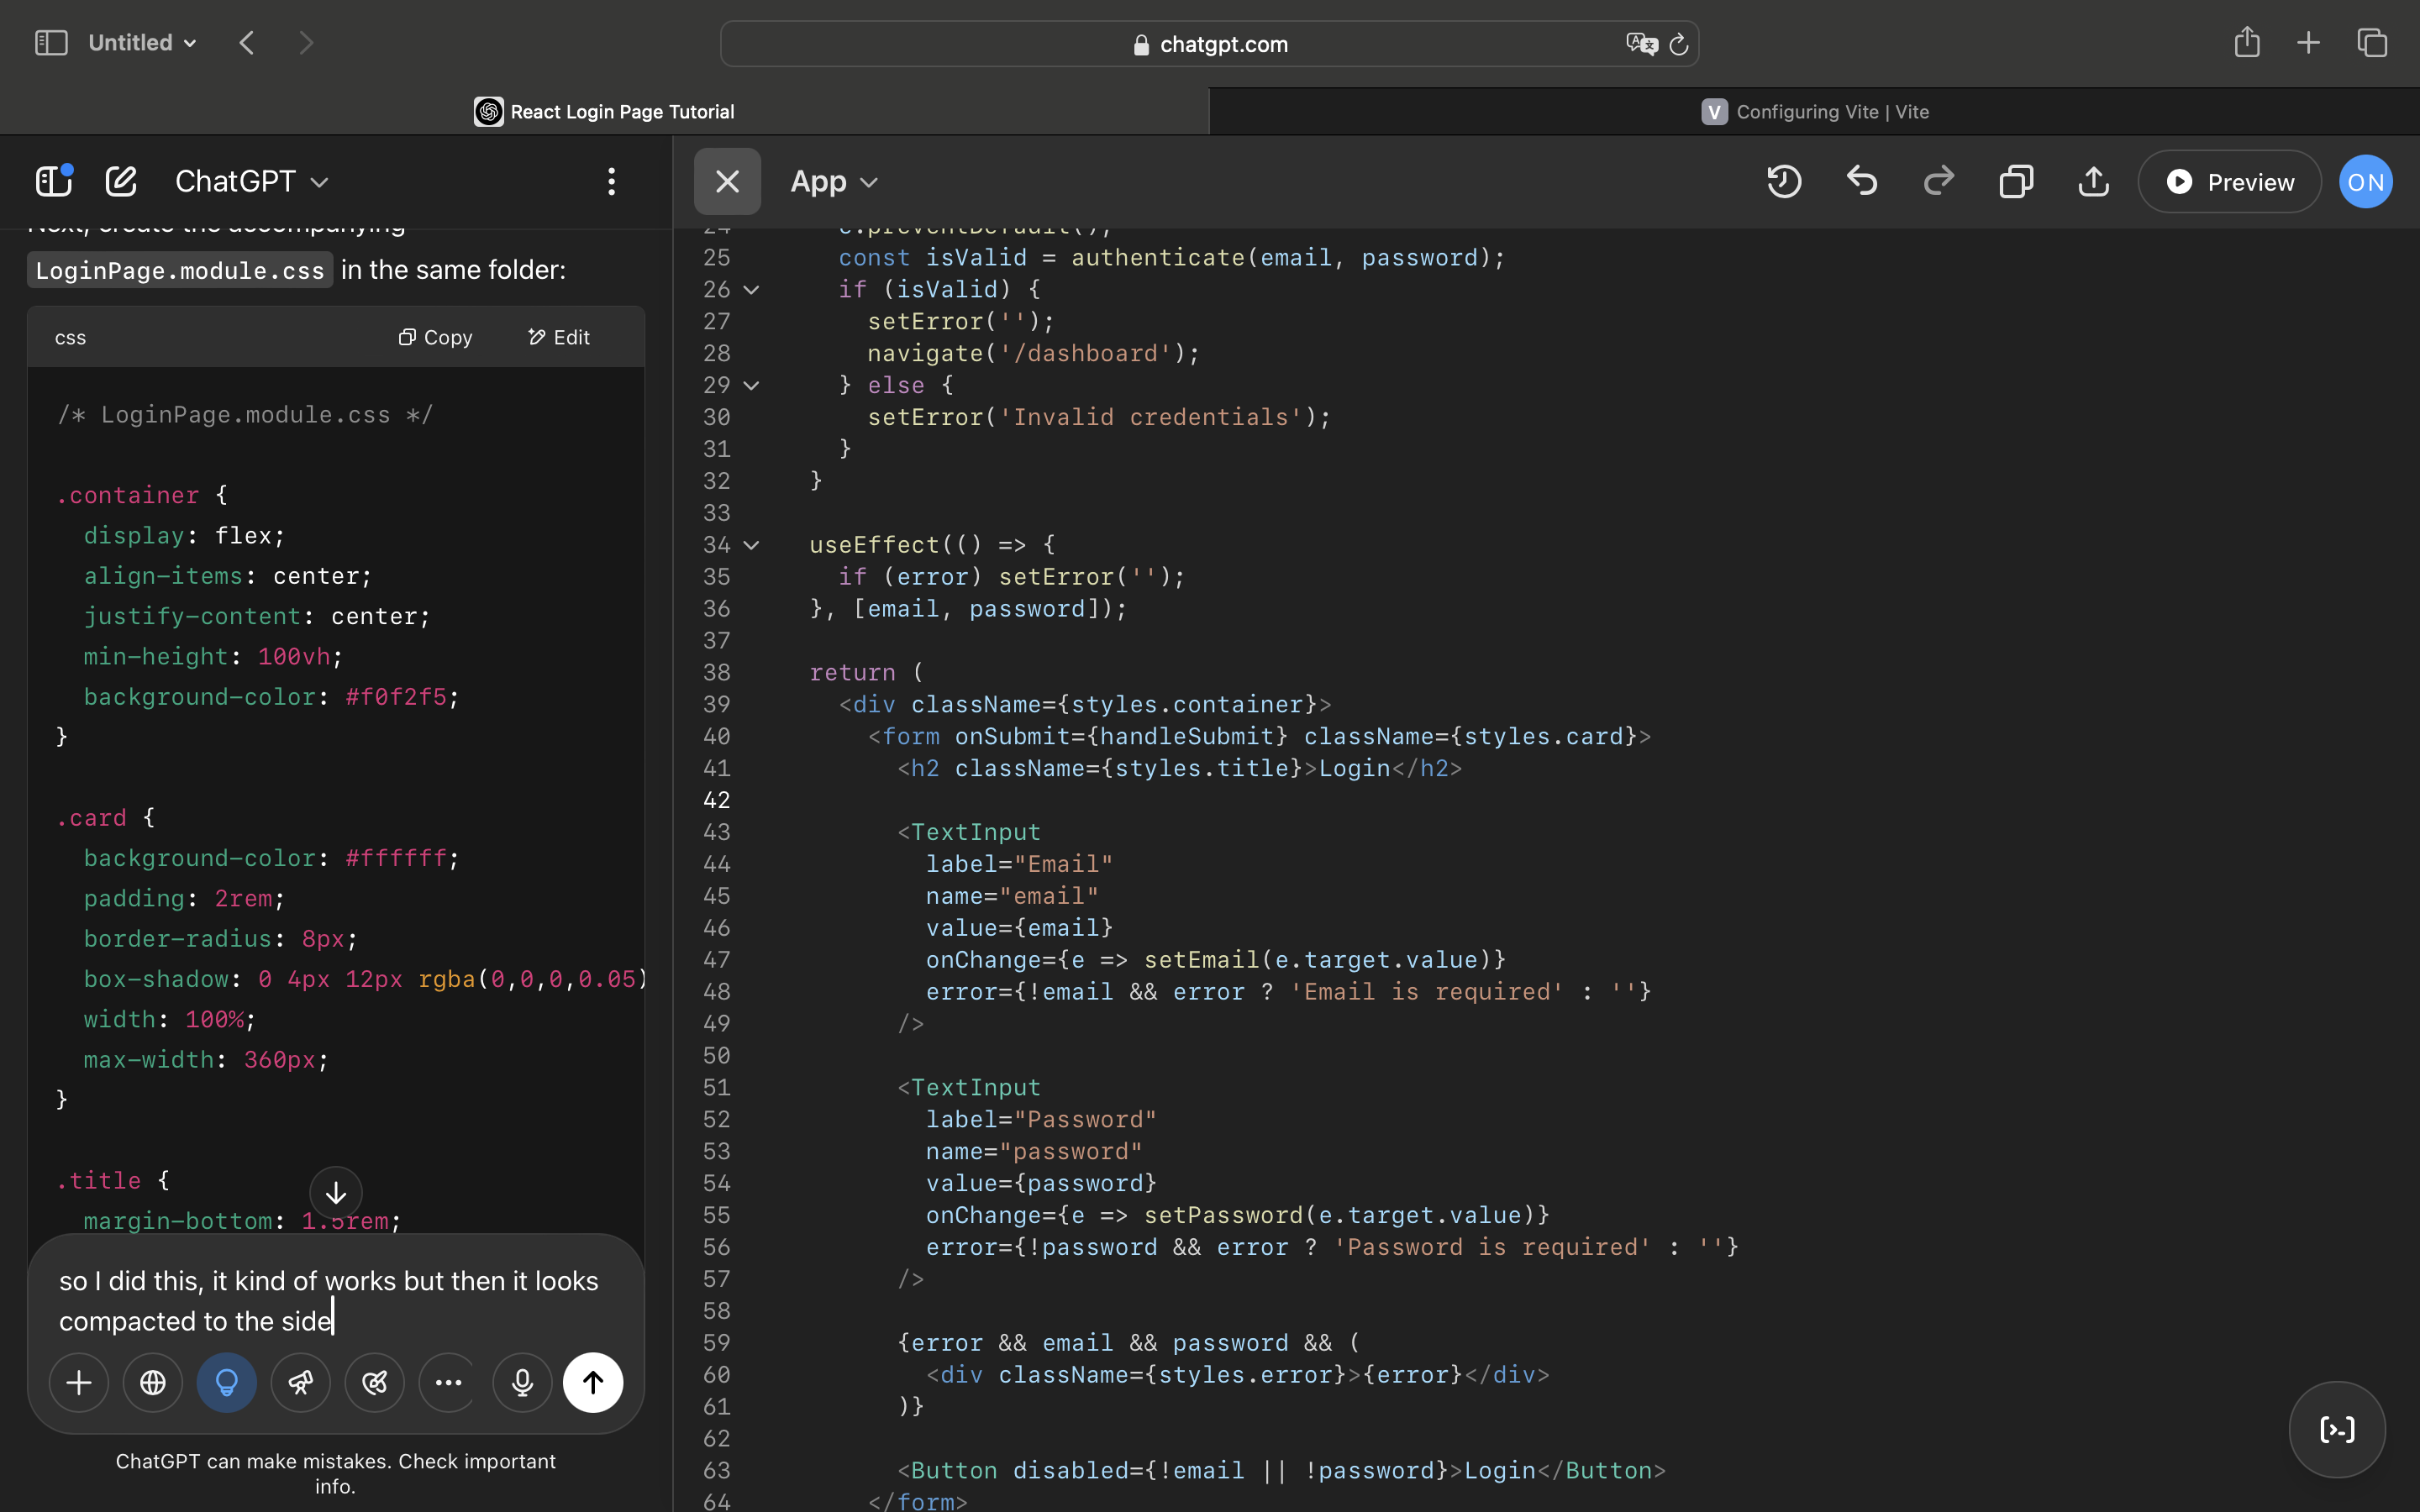 Untitled
chatgpt.com
React Login Page Tutorial
V Configuring Vite | Vite
ChatGPT
Next, create the accompanying
LoginPage.module.css in the same folder:
css
Copy
Edit
/* LoginPage.module.css */
.container {
display: flex;
align-items: center;
justify-content: center;
min-height: 100vh;
background-color: #f0f2f5;
}
.card {
background-color: #ffffff;
padding: 2rem;
border-radius: 8px;
box-shadow: 0 4px 12px rgba(0,0,0,0.05)
width: 100%;
max-width: 360px;
}
.title {
margin-bottom: 1.5rem;
so I did this, it kind of works but then it looks
compacted to the side
ChatGPT can make mistakes. Check important
info.
App
Preview
ON
24 e.preventDefault();
25 const isValid = authenticate(email, password);
26 if (isValid) {
27 setError('');
28 navigate('/dashboard');
29 } else {
30 setError('Invalid credentials');
31 }
32 }
33
34 useEffect(() => {
35 if (error) setError('');
36 }, [email, password]);
37
38 return (
39 <div className={styles.container}>
40 <form onSubmit={handleSubmit} className={styles.card}>
41 <h2 className={styles.title}>Login</h2>
42
43 <TextInput
44 label="Email"
45 name="email"
46 value={email}
47 onChange={e => setEmail(e.target.value)}
48 error={!email && error ? 'Email is required' : ''}
49 />
50
51 <TextInput
52 label="Password"
53 name="password"
54 value={password}
55 onChange={e => setPassword(e.target.value)}
56 error={!password && error ? 'Password is required' : ''}
57 />
58
59 {error && email && password && (
60 <div className={styles.error}>{error}</div>
61 )}
62
63 <Button disabled={!email || !password}>Login</Button>
64 </form>